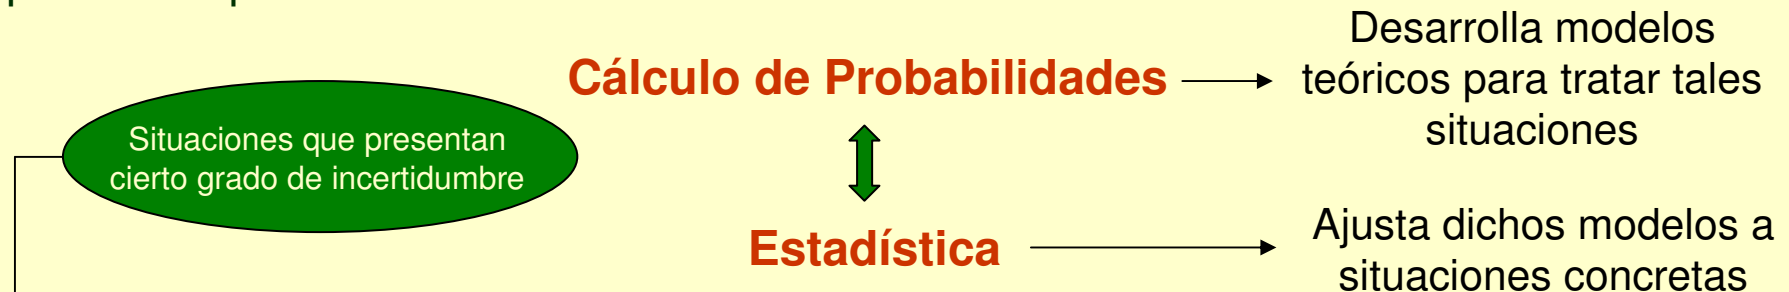 Situaciones que presentan
cierto grado de incertidumbre
Cálculo de Probabilidades
Desarrolla modelos
teóricos para tratar tales
situaciones
Estadística
Ajusta dichos modelos a
situaciones concretas